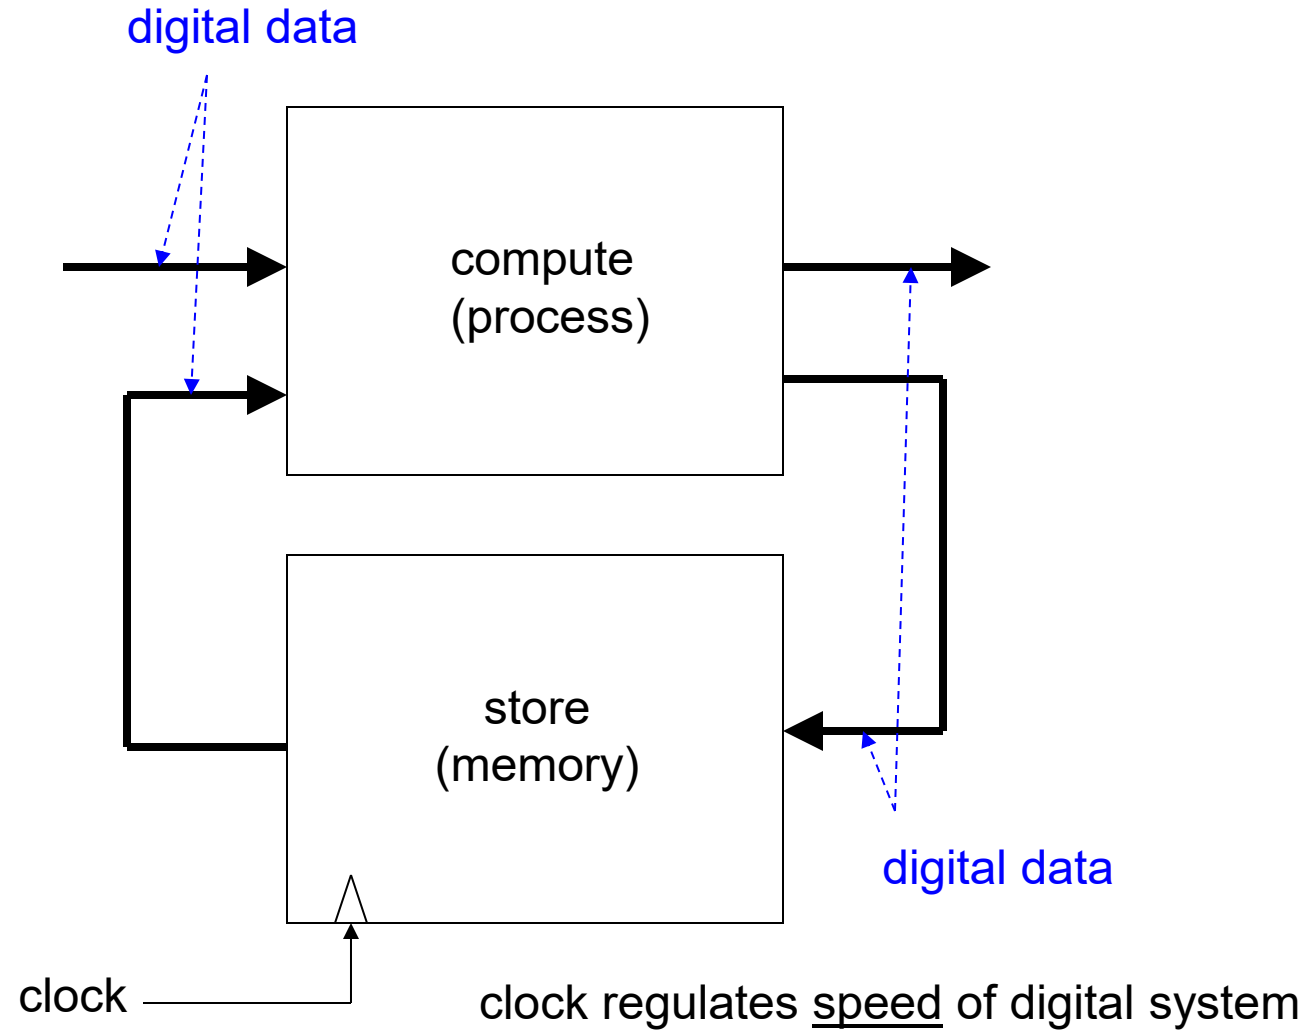 digital data
compute
(process)
store
(memory)
digital data
clock
clock regulates speed of digital system